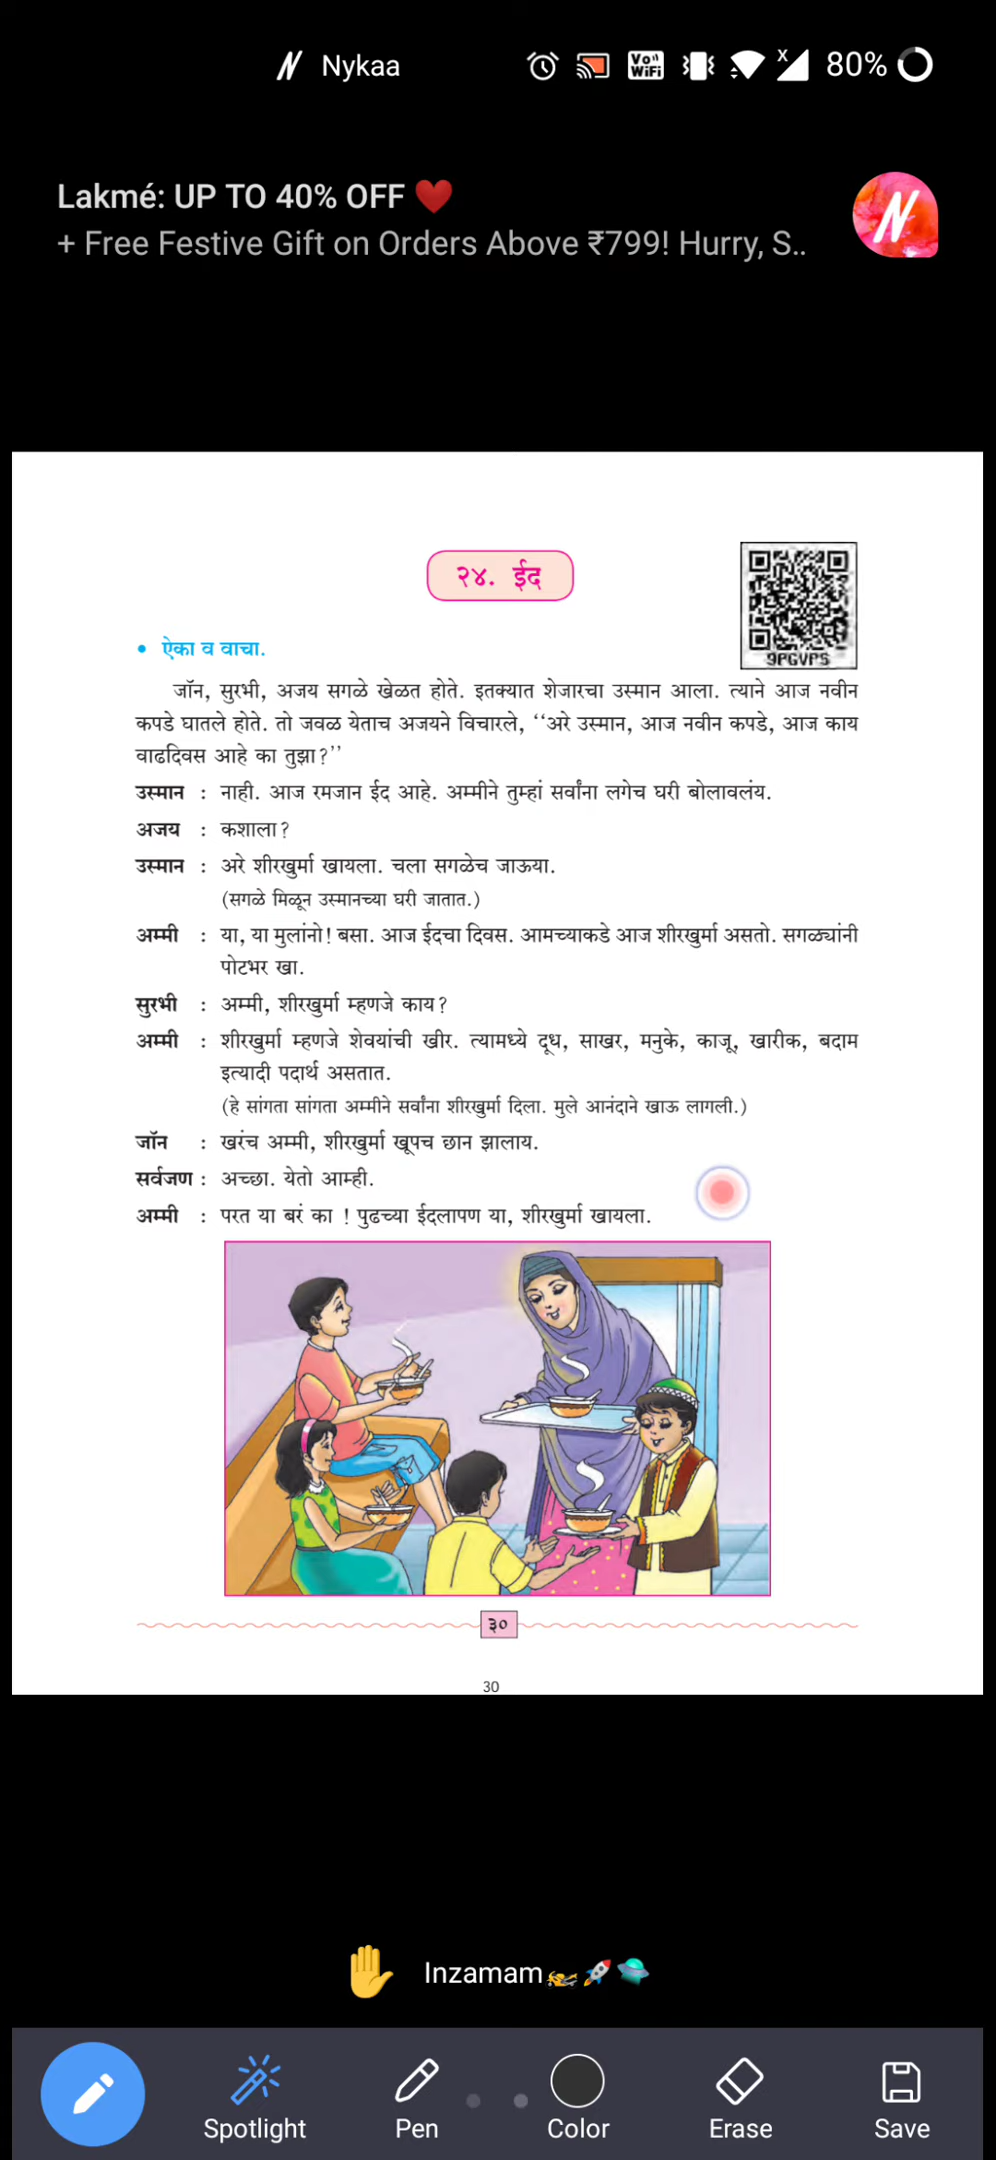 Nykaa
Vo))
WiFi
X
80%
Lakmé: UP TO 40% OFF ❤️
+ Free Festive Gift on Orders Above ₹799! Hurry, S..
२४. ईद
9PGVPS
• ऐका व वाचा.
जॉन, सुरभी, अजय सगळे खेळत होते. इतक्यात शेजारचा उस्मान आला. त्याने आज नवीन
कपडे घातले होते. तो जवळ येताच अजयने विचारले, ‘‘अरे उस्मान, आज नवीन कपडे, आज काय
वाढदिवस आहे का तुझा?’’
उस्मान : नाही. आज रमजान ईद आहे. अम्मीने तुम्हां सर्वांना लगेच घरी बोलावलंय.
अजय : कशाला?
उस्मान : अरे शीरखुर्मा खायला. चला सगळेच जाऊया.
(सगळे मिळून उस्मानच्या घरी जातात.)
अम्मी : या, या मुलांनो! बसा. आज ईदचा दिवस. आमच्याकडे आज शीरखुर्मा असतो. सगळ्यांनी
पोटभर खा.
सुरभी : अम्मी, शीरखुर्मा म्हणजे काय?
अम्मी : शीरखुर्मा म्हणजे शेवयांची खीर. त्यामध्ये दूध, साखर, मनुके, काजू, खारीक, बदाम
इत्यादी पदार्थ असतात.
(हे सांगता सांगता अम्मीने सर्वांना शीरखुर्मा दिला. मुले आनंदाने खाऊ लागली.)
जॉन : खरंच अम्मी, शीरखुर्मा खूपच छान झालाय.
सर्वजण : अच्छा. येतो आम्ही.
अम्मी : परत या बरं का ! पुढच्या ईदलापण या, शीरखुर्मा खायला.
३०
30
✋ Inzamam🐝🚀🛸
Spotlight
Pen
Color
Erase
Save